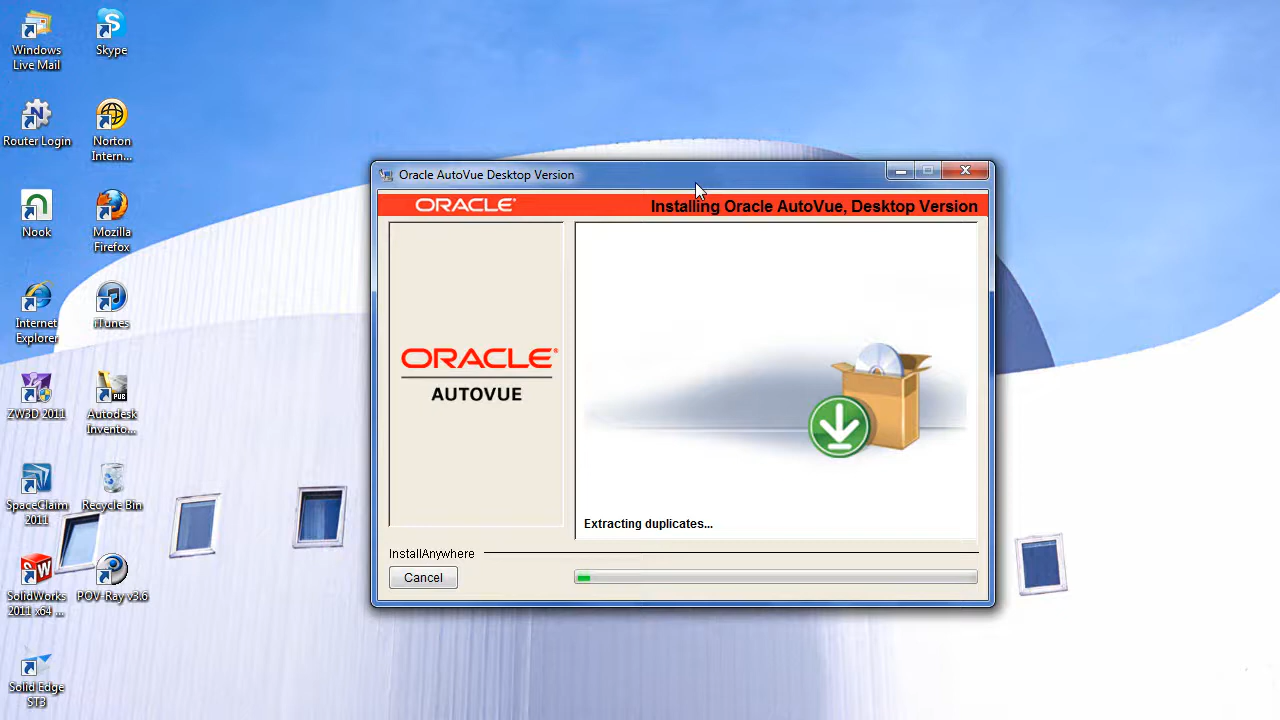 Windows
Live Mail
Skype
Router Login
Norton
Intern...
Nook
Mozilla
Firefox
Internet
Explorer
iTunes
ZW3D 2011
Autodesk
Invento...
PUB
SpaceClaim
2011
Recycle Bin
SolidWorks
2011 x64 ...
POV-Ray v3.6
Solid Edge
ST3
Oracle AutoVue Desktop Version
ORACLE®
Installing Oracle AutoVue, Desktop Version
ORACLE®
AUTOVUE
Extracting duplicates...
InstallAnywhere
Cancel